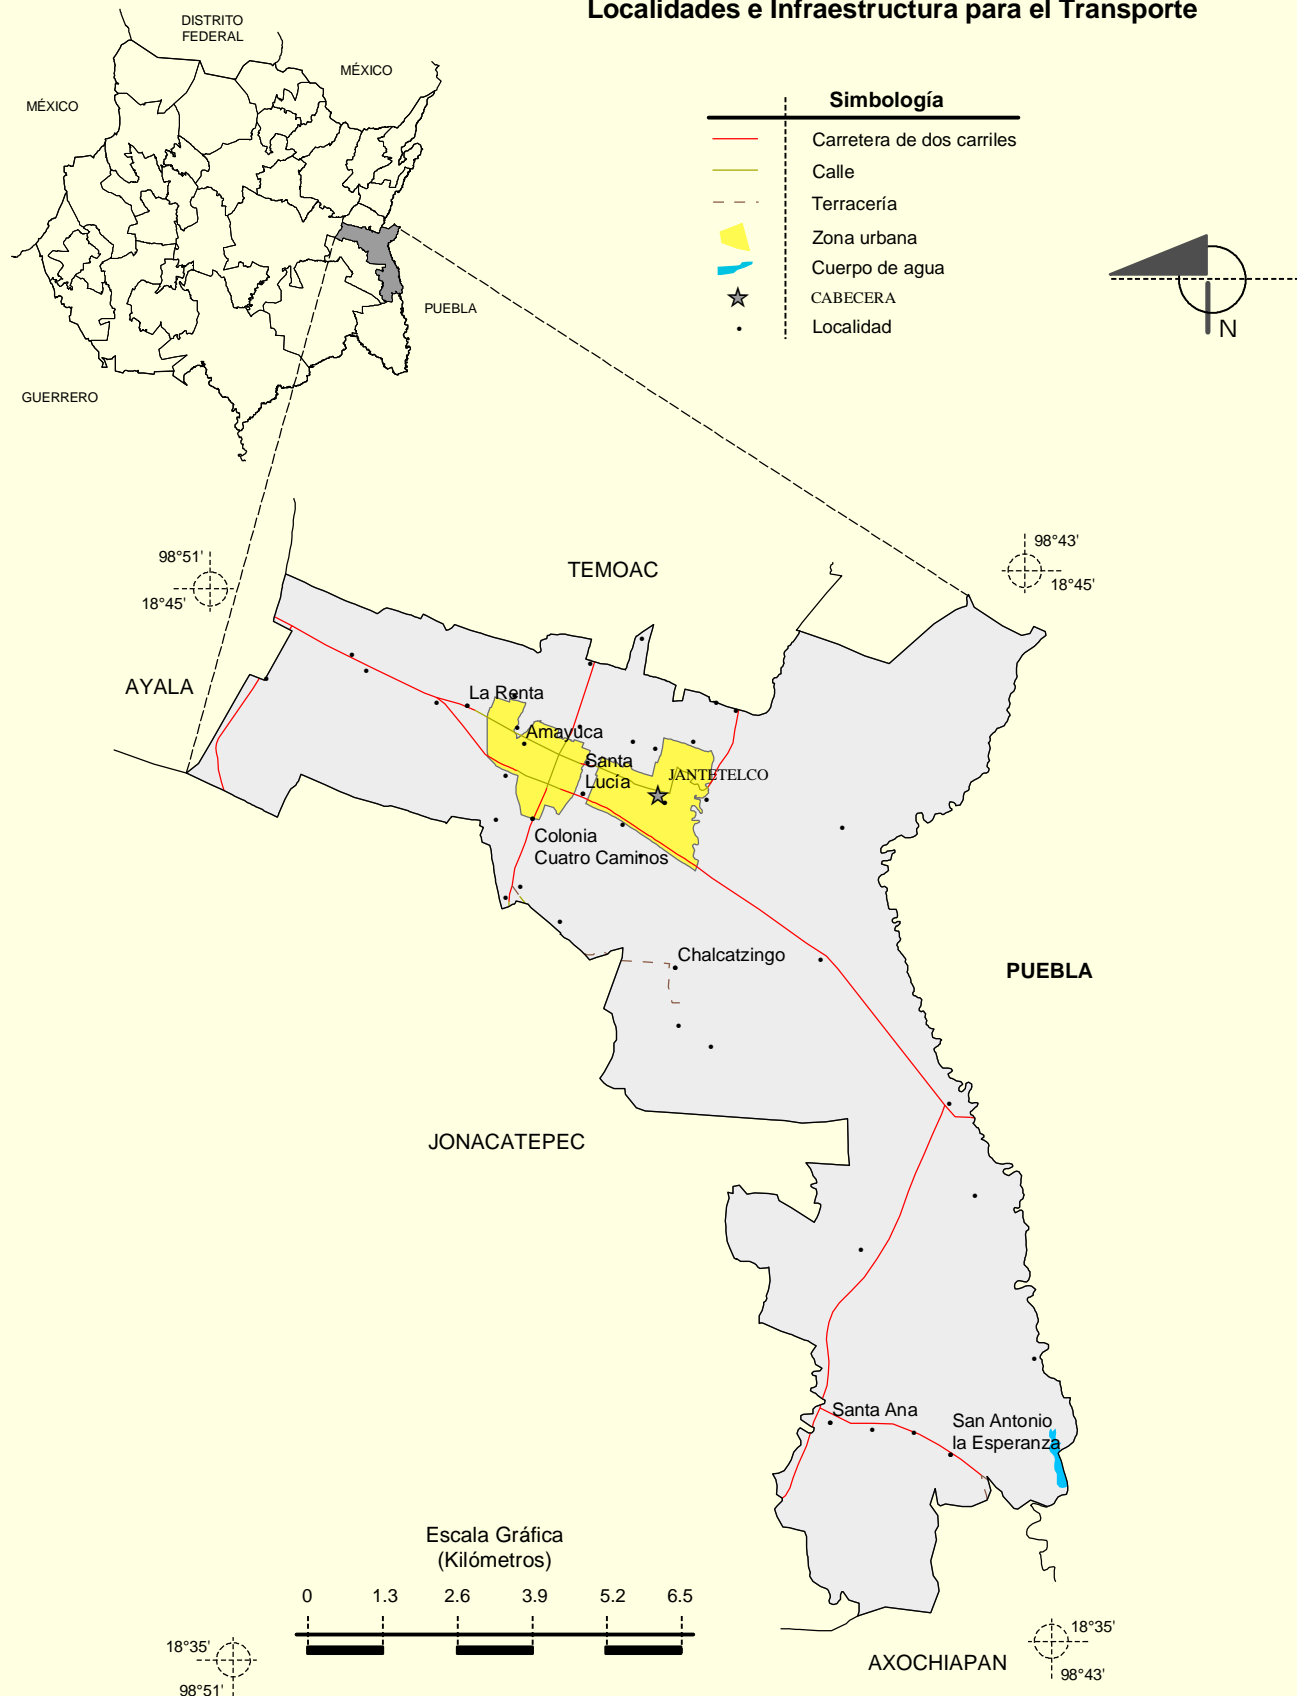 Localidades e Infraestructura para el Transporte
DISTRITO
FEDERAL
MÉXICO
MÉXICO
PUEBLA
GUERRERO
Simbología
Carretera de dos carriles
Calle
Terracería
Zona urbana
Cuerpo de agua
CABECERA
Localidad
N
98°51'
18°45'
98°43'
18°45'
TEMOAC
AYALA
La Renta
Amayuca
Santa
Lucía
JANTETELCO
Colonia
Cuatro Caminos
Chalcatzingo
PUEBLA
JONACATEPEC
Santa Ana
San Antonio
la Esperanza
Escala Gráfica
(Kilómetros)
0 1.3 2.6 3.9 5.2 6.5
18°35'
98°51'
AXOCHIAPAN
18°35'
98°43'